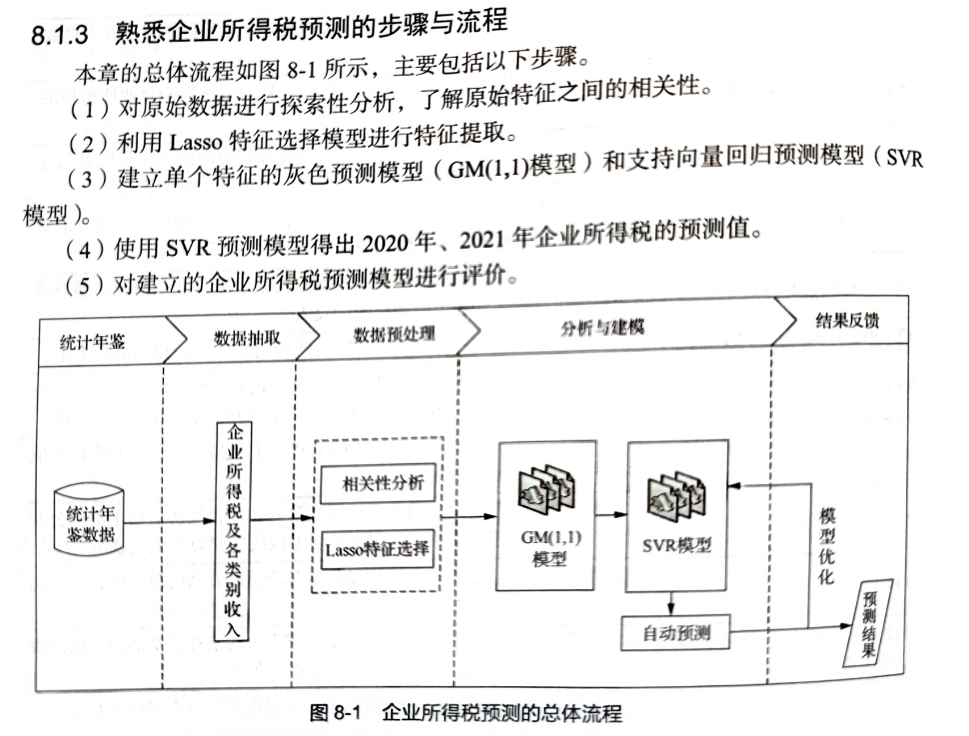 8.1.3 熟悉企业所得税预测的步骤与流程
本章的总体流程如图 8-1 所示，主要包括以下步骤。
（1）对原始数据进行探索性分析，了解原始特征之间的相关性。
（2）利用 Lasso 特征选择模型进行特征提取。
（3）建立单个特征的灰色预测模型（GM(1,1)模型）和支持向量回归预测模型（SVR
模型）。
（4）使用 SVR 预测模型得出 2020 年、2021 年企业所得税的预测值。
（5）对建立的企业所得税预测模型进行评价。
统计年鉴
数据抽取
数据预处理
分析与建模
结果反馈
统计年
鉴数据
企业所得税及各类别收入
相关性分析
Lasso特征选择
GM(1,1)
模型
SVR模型
自动预测
模型优化
预测结果
图 8-1 企业所得税预测的总体流程